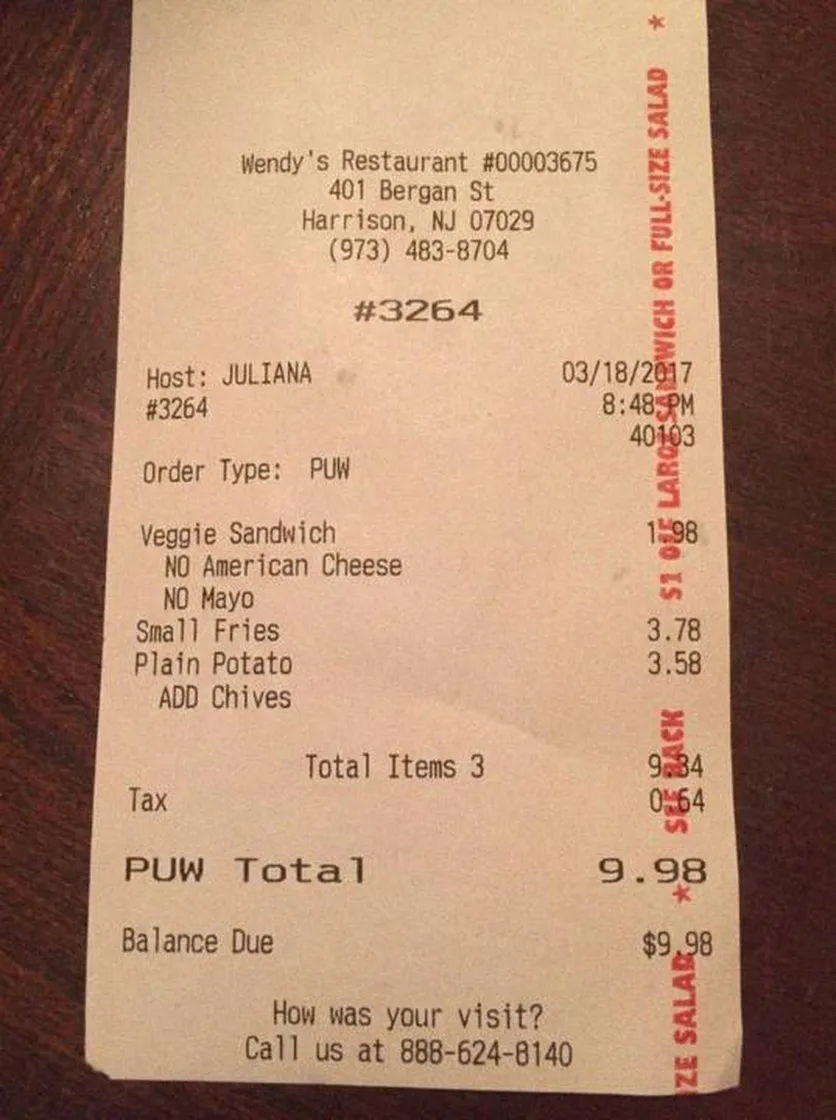 Wendy's Restaurant #00003675
401 Bergan St
Harrison, NJ 07029
(973) 483-8704
#3264
Host: JULIANA 03/18/2017
#3264 8:48 PM
40103
Order Type: PUW
Veggie Sandwich 1.98
NO American Cheese
NO Mayo
Small Fries 3.78
Plain Potato 3.58
ADD Chives
Total Items 3 9.34
Tax 0.64
PUW Total 9.98
Balance Due $9.98
How was your visit?
Call us at 888-624-8140
ZE SALAD * SEE BACK $1 OFF LARGE SANDWICH OR FULL-SIZE SALAD *